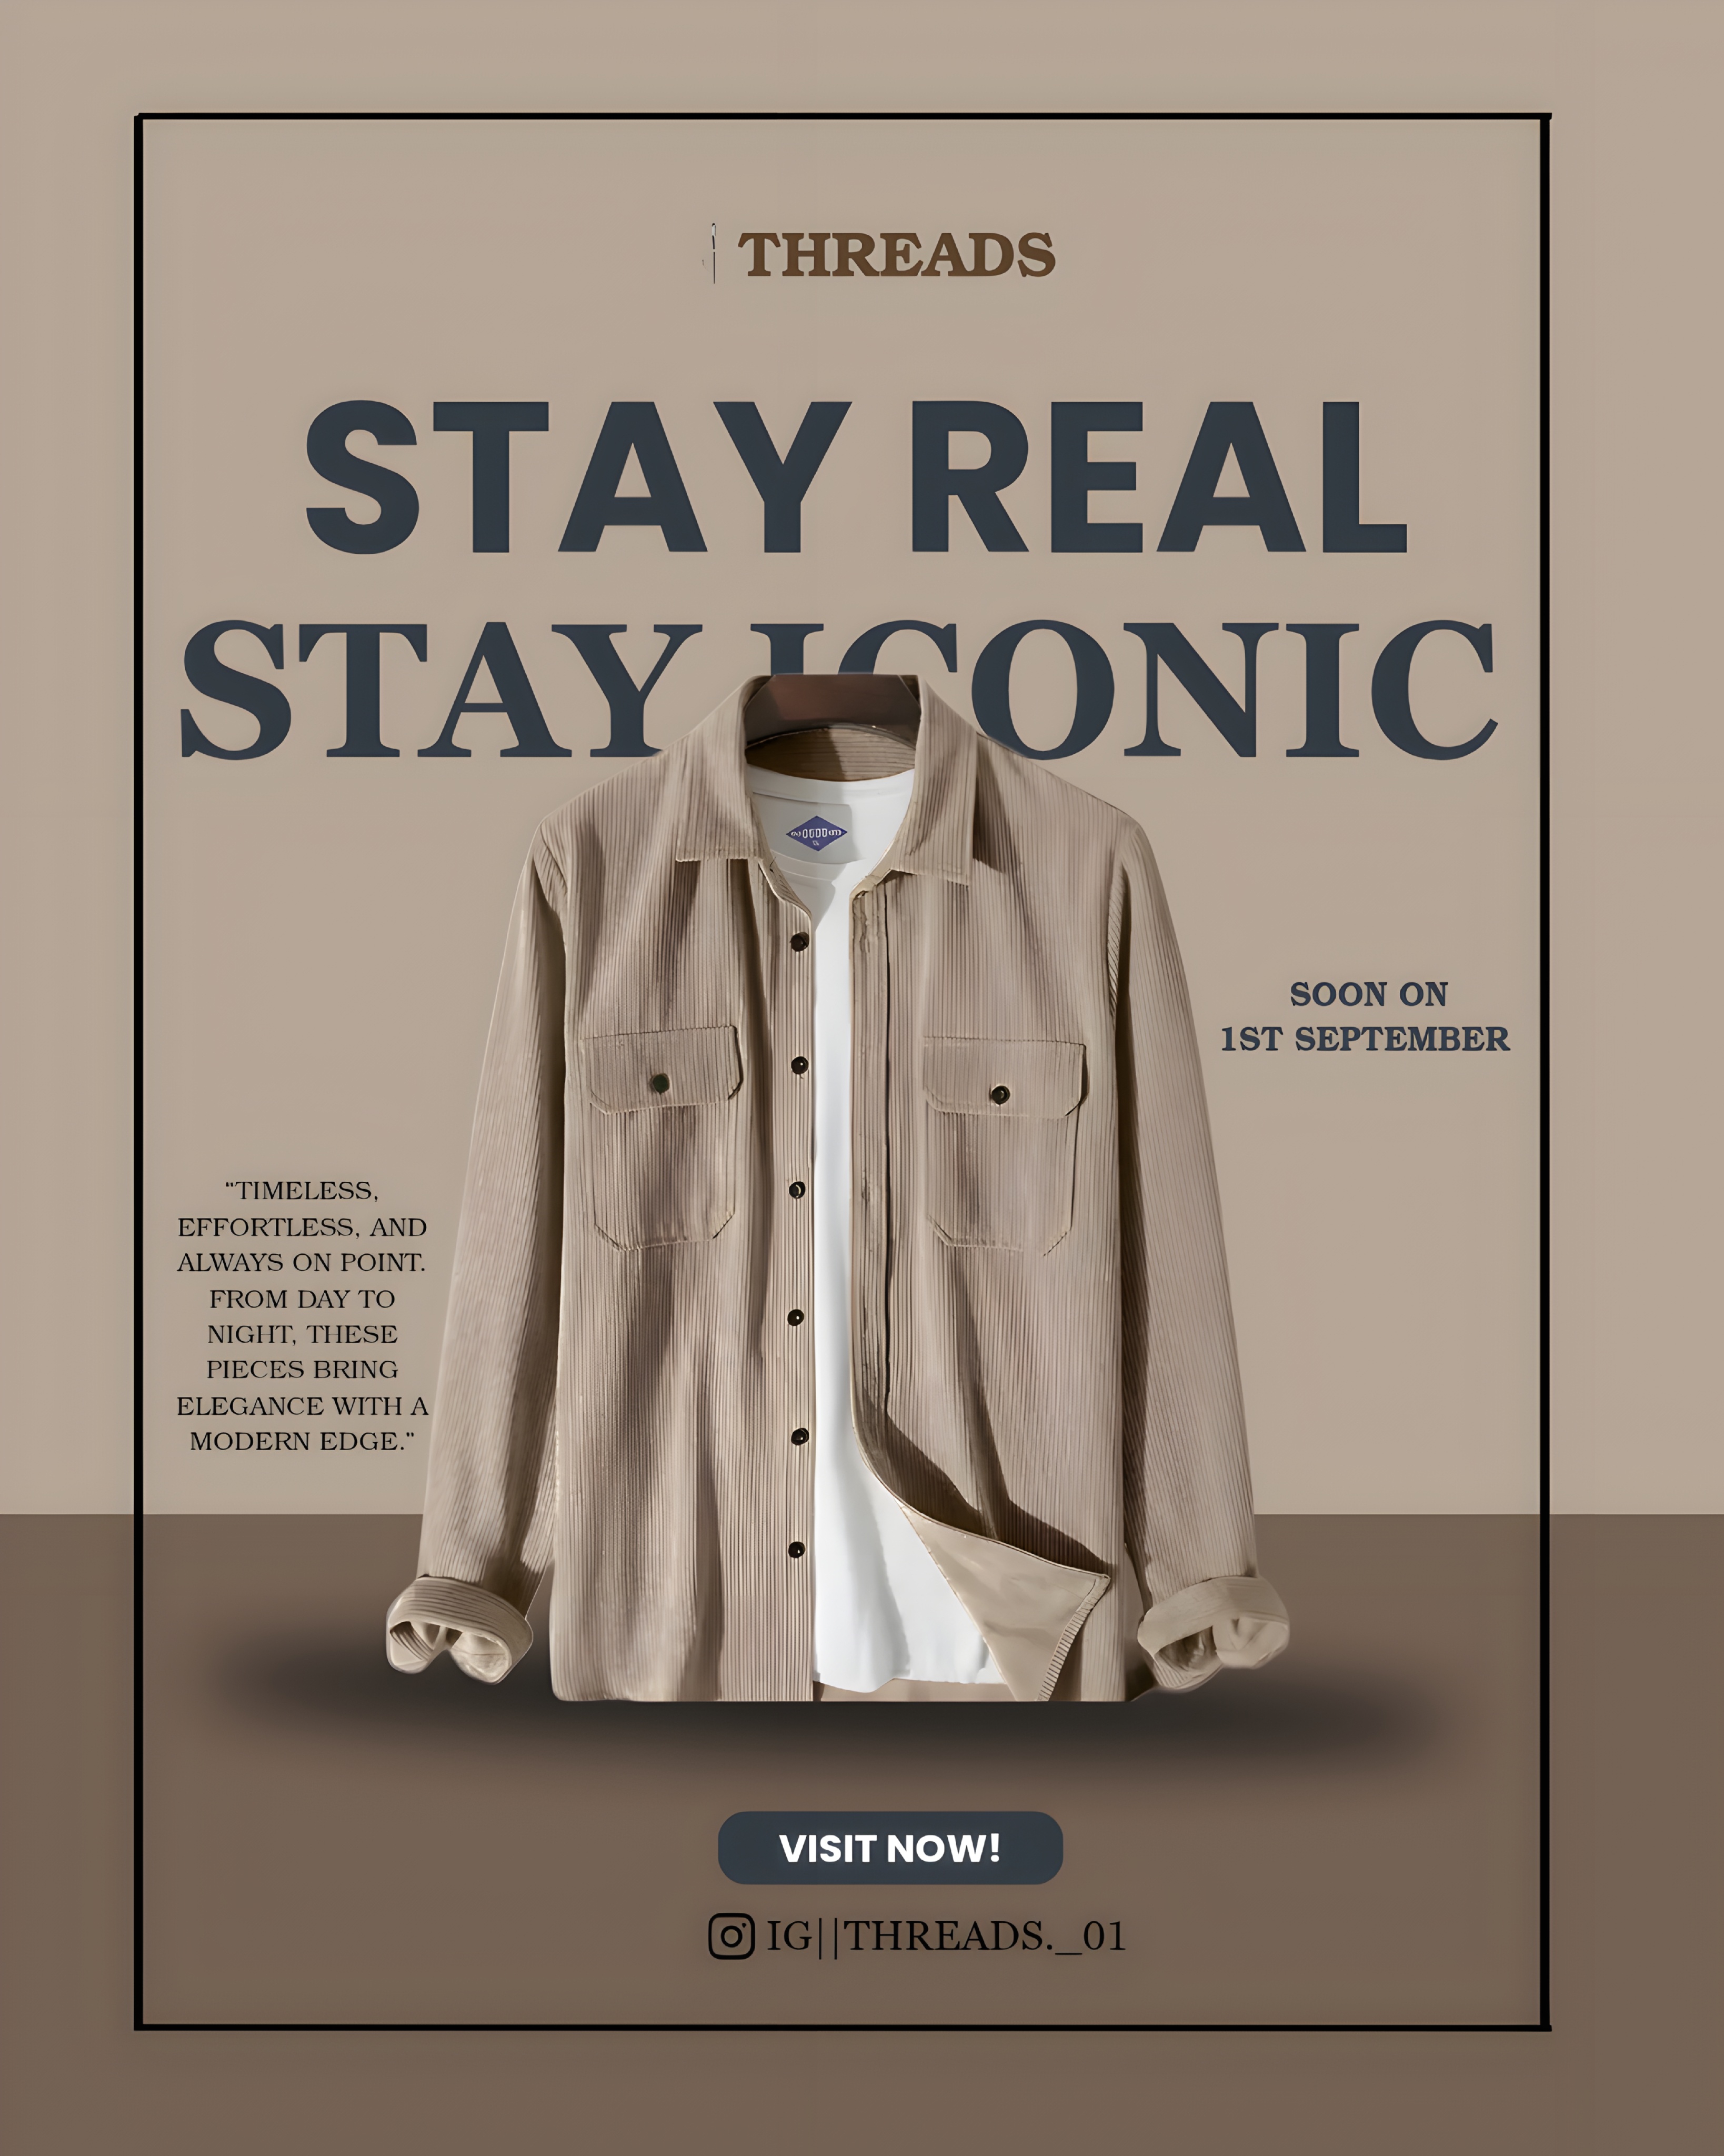 THREADS
STAY REAL
STAY ICONIC
SOON ON
1ST SEPTEMBER
"TIMELESS,
EFFORTLESS, AND
ALWAYS ON POINT.
FROM DAY TO
NIGHT, THESE
PIECES BRING
ELEGANCE WITH A
MODERN EDGE."
VISIT NOW!
IG||THREADS._01